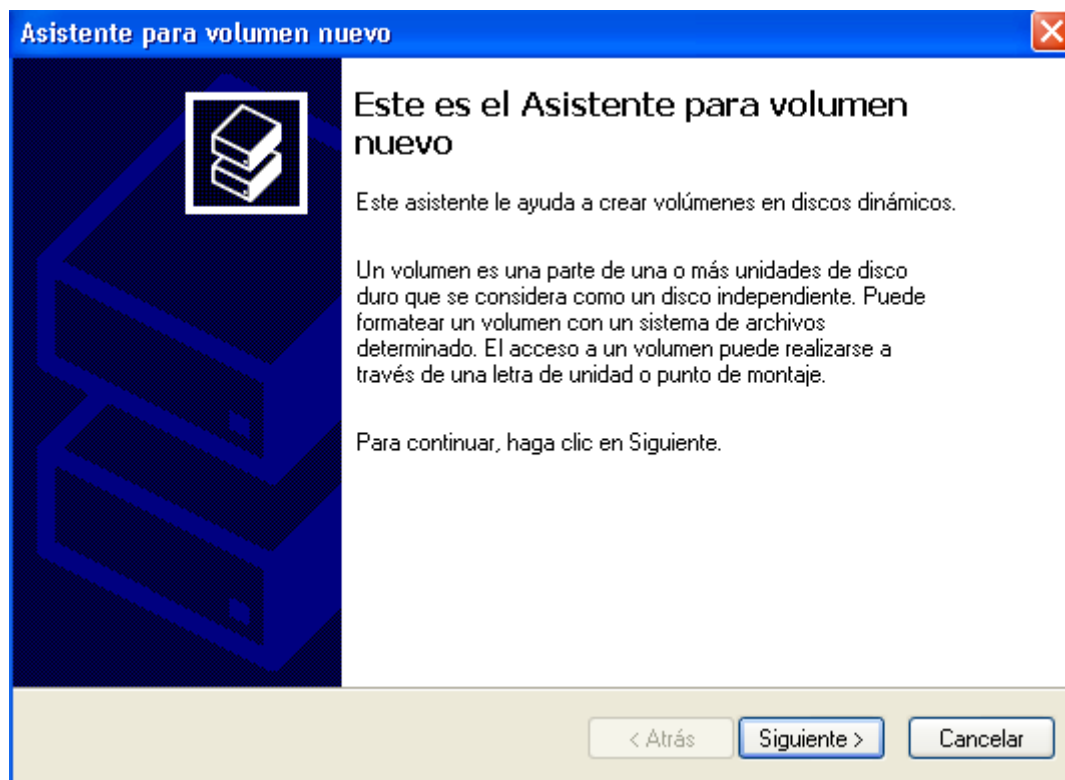 Asistente para volumen nuevo
Este es el Asistente para volumen
nuevo
Este asistente le ayuda a crear volúmenes en discos dinámicos.
Un volumen es una parte de una o más unidades de disco
duro que se considera como un disco independiente. Puede
formatear un volumen con un sistema de archivos
determinado. El acceso a un volumen puede realizarse a
través de una letra de unidad o punto de montaje.
Para continuar, haga clic en Siguiente.
< Atrás Siguiente > Cancelar